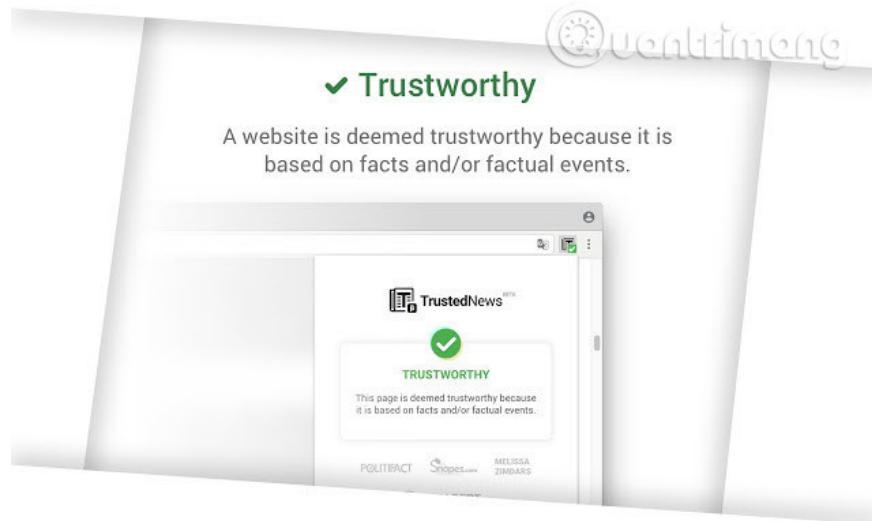 Quantrimang
Trustworthy
A website is deemed trustworthy because it is
based on facts and/or factual events.
TrustedNews BETA
TRUSTWORTHY
This page is deemed trustworthy because
it is based on facts and/or factual events.
POLITIFACT Snopes.com MELISSA
ZIMDARS